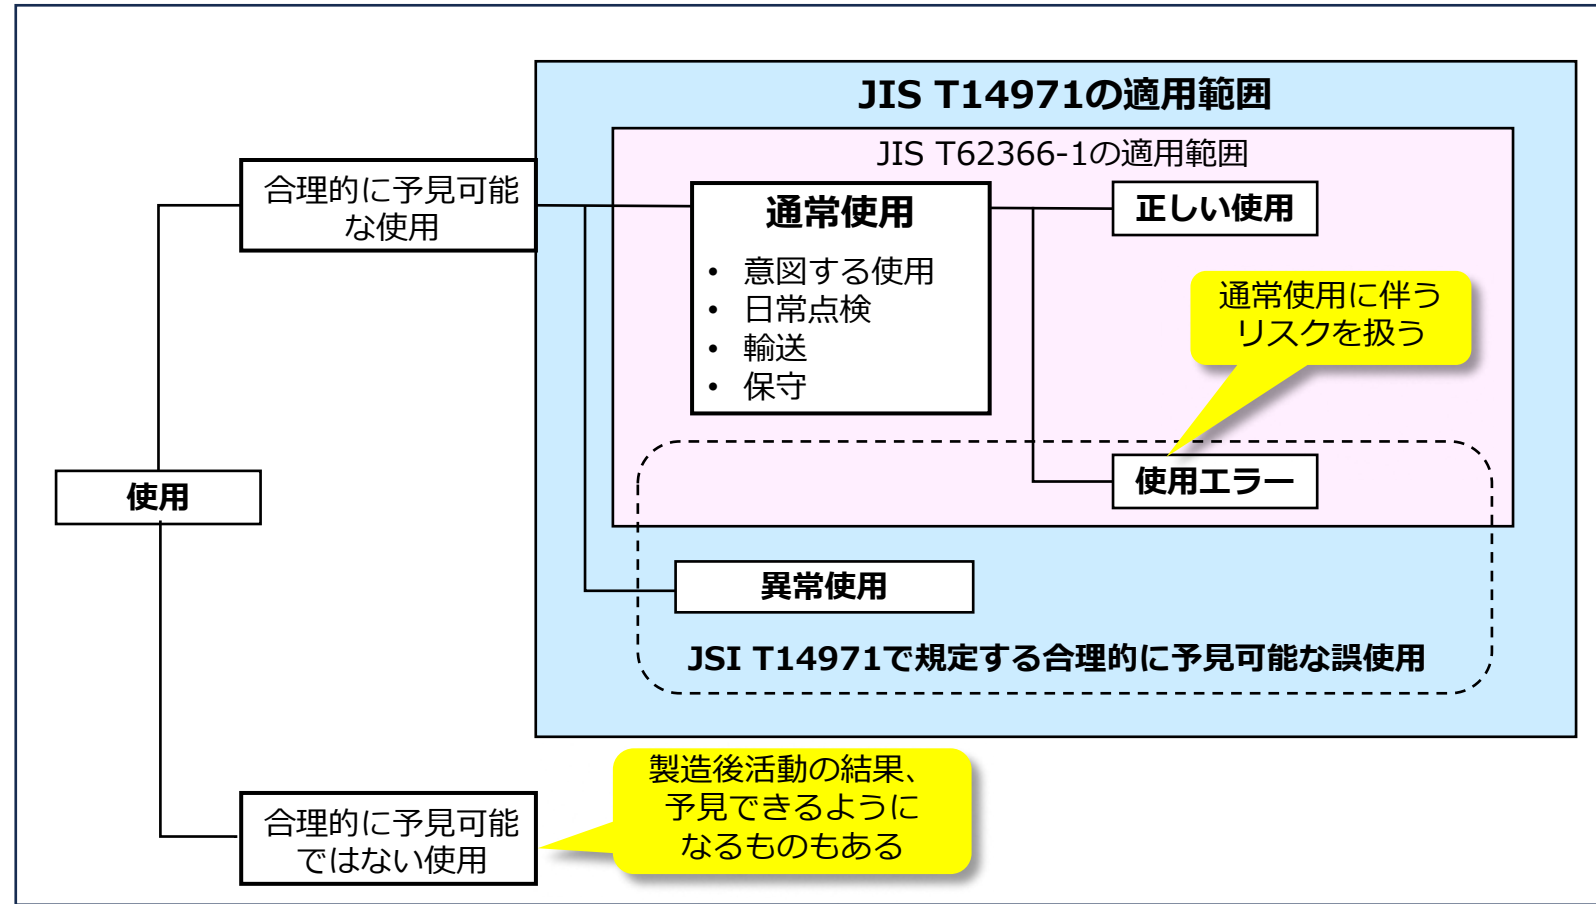 JIS T14971の適用範囲
JIS T62366-1の適用範囲
合理的に予見可能
な使用
通常使用
• 意図する使用
• 日常点検
• 輸送
• 保守
正しい使用
通常使用に伴う
リスクを扱う
使用
使用エラー
異常使用
JSI T14971で規定する合理的に予見可能な誤使用
製造後活動の結果、
予見できるように
なるものもある
合理的に予見可能
ではない使用